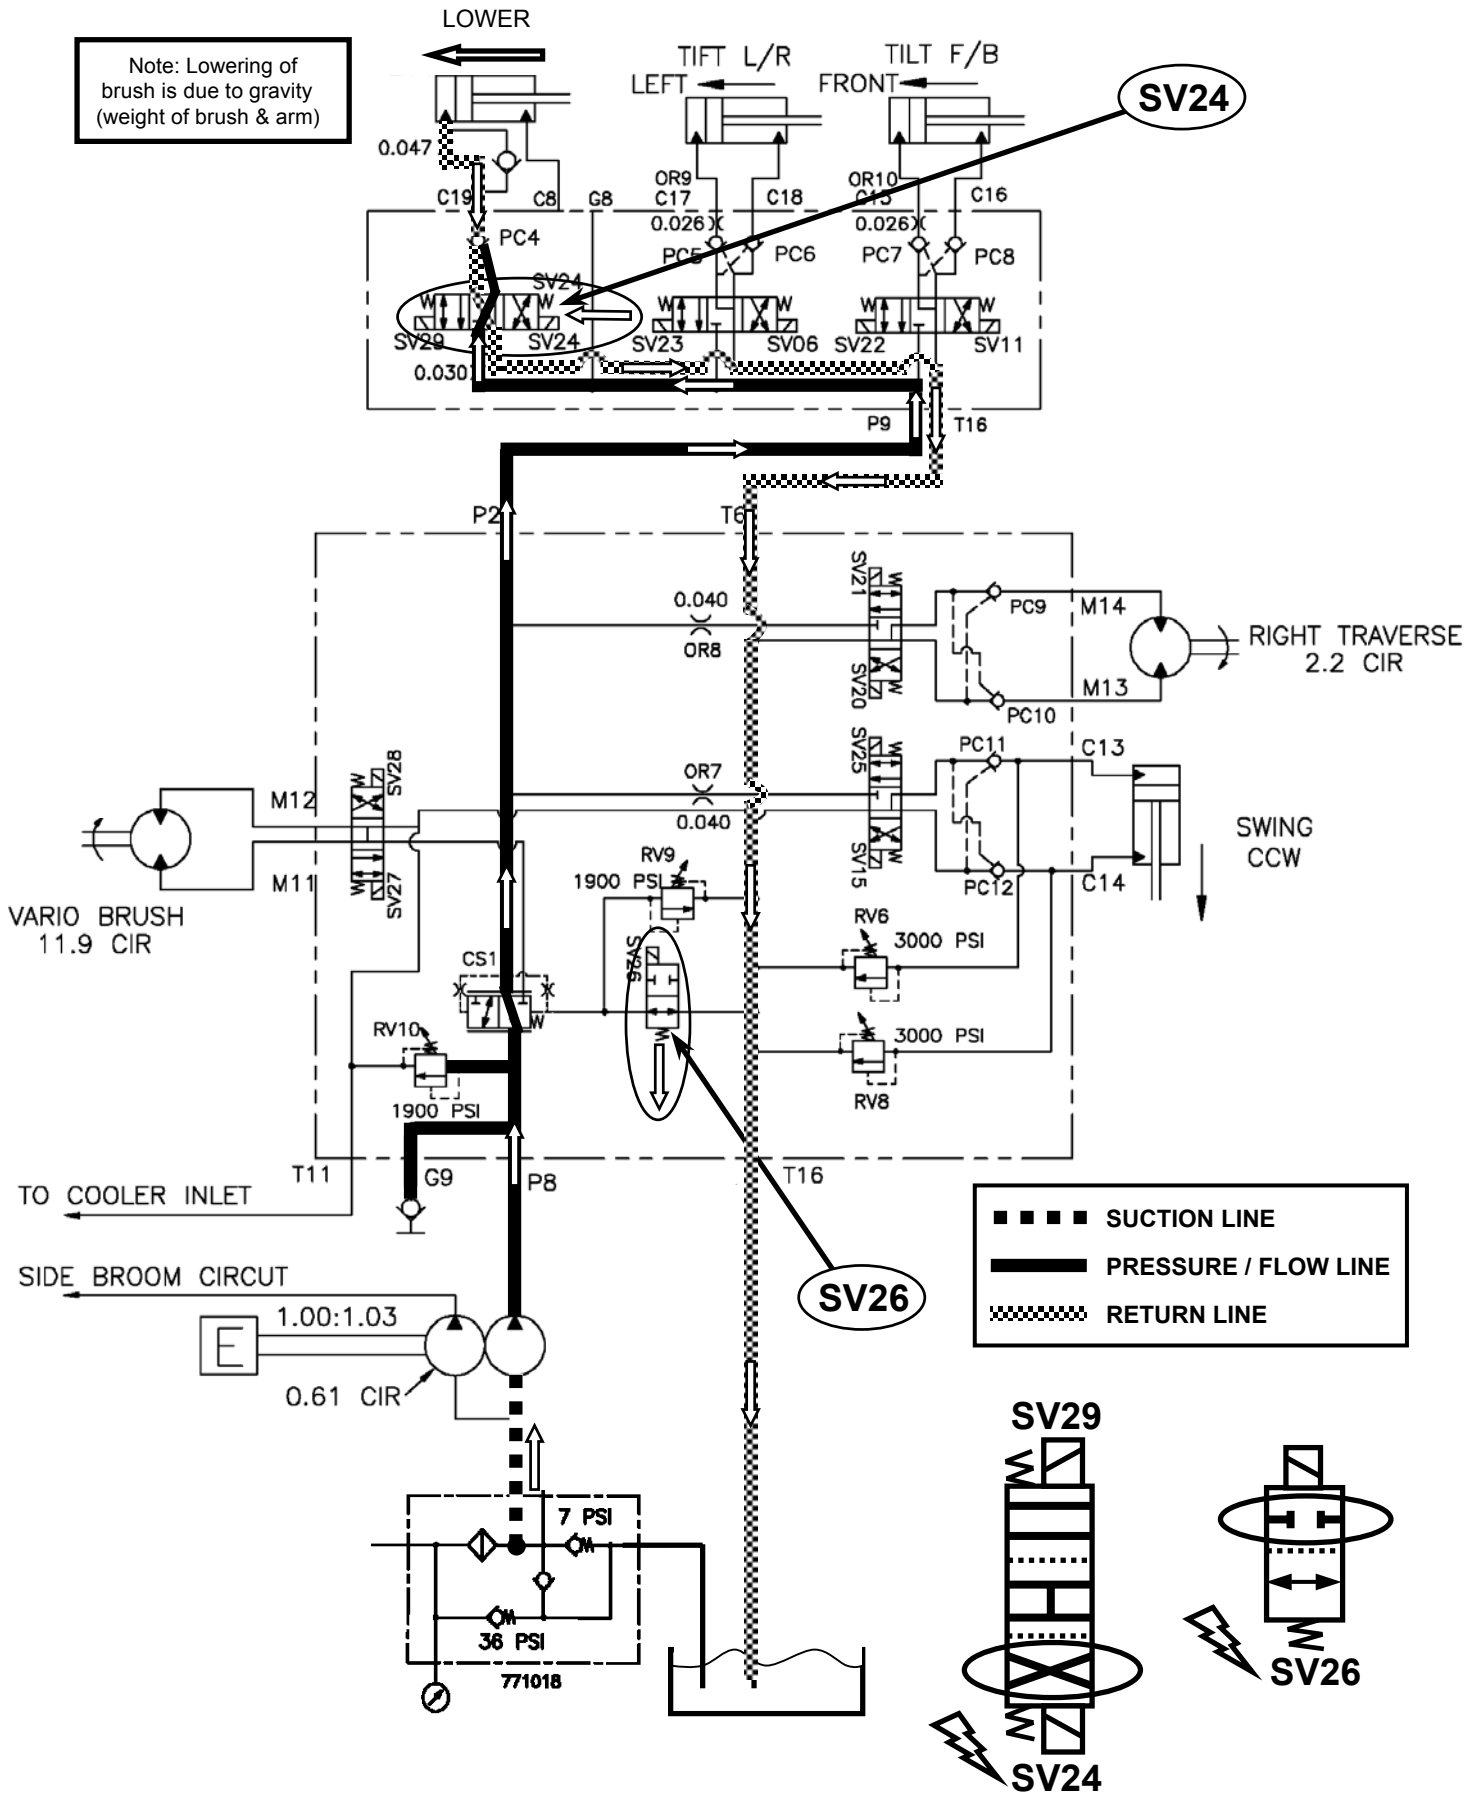 LOWER
Note: Lowering of
brush is due to gravity
(weight of brush & arm)
TIFT L/R
LEFT
TILT F/B
FRONT
SV24
0.047
C19
C8
G8
OR9
C17
C18
OR10
C15
C16
0.026
0.026
PC4
PC5
PC6
PC7
PC8
SV24
SV29
SV24
SV23
SV06
SV22
SV11
0.030
P9
T16
P2
T6
0.040
OR8
SV21
SV20
PC9
M14
PC10
M13
RIGHT TRAVERSE
2.2 CIR
SV28
SV27
M12
M11
VARIO BRUSH
11.9 CIR
OR7
0.040
SV25
SV15
PC11
C13
PC12
C14
SWING
CCW
RV9
1900 PSI
SV26
CS1
RV6
3000 PSI
RV10
1900 PSI
3000 PSI
RV8
T11
G9
P8
T16
TO COOLER INLET
SIDE BROOM CIRCUT
1.00:1.03
E
0.61 CIR
SV26
SUCTION LINE
PRESSURE / FLOW LINE
RETURN LINE
7 PSI
36 PSI
771018
SV29
SV24
SV26